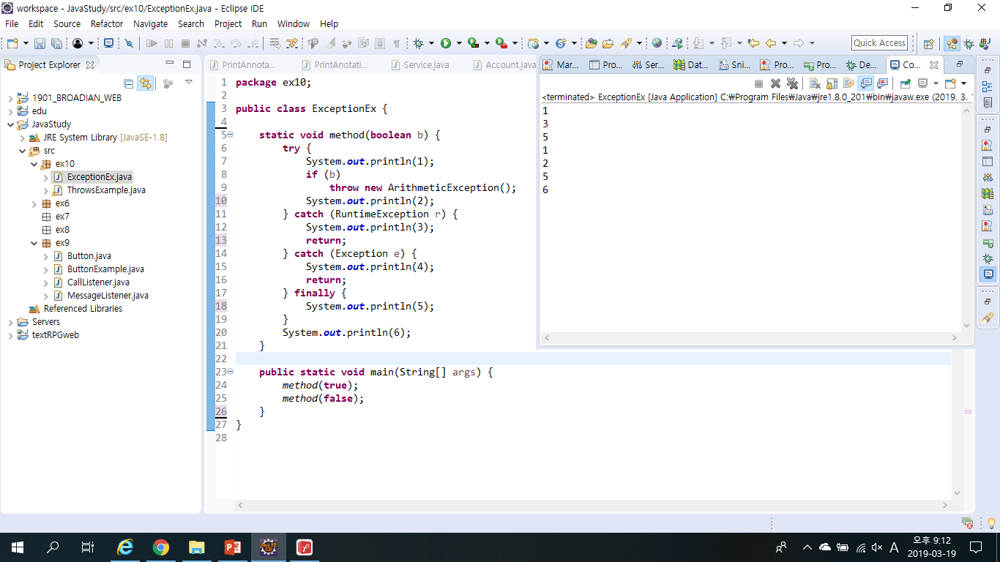 workspace - JavaStudy/src/ex10/ExceptionEx.java - Eclipse IDE
File Edit Source Refactor Navigate Search Project Run Window Help
Quick Access
Project Explorer
1901_BROADIAN_WEB
edu
JavaStudy
JRE System Library [JavaSE-1.8]
src
ex10
ExceptionEx.java
ThrowsExample.java
ex6
ex7
ex8
ex9
Button.java
ButtonExample.java
CallListener.java
MessageListener.java
Referenced Libraries
Servers
textRPGweb
PrintAnnota... PrintAnotati... Service.java Account.java
1 package ex10;
2
3 public class ExceptionEx {
4
5 static void method(boolean b) {
6 try {
7 System.out.println(1);
8 if (b)
9 throw new ArithmeticException();
10 System.out.println(2);
11 } catch (RuntimeException r) {
12 System.out.println(3);
13 return;
14 } catch (Exception e) {
15 System.out.println(4);
16 return;
17 } finally {
18 System.out.println(5);
19 }
20 System.out.println(6);
21 }
22
23 public static void main(String[] args) {
24 method(true);
25 method(false);
26 }
27 }
28
Mar... Pro... Ser... Dat... Sni... Pro... Pro... De... Co...
<terminated> ExceptionEx [Java Application] C:₩Program Files₩Java₩jre1.8.0_201₩bin₩javaw.exe (2019. 3.
1
3
5
1
2
5
6
A 오후 9:12
2019-03-19